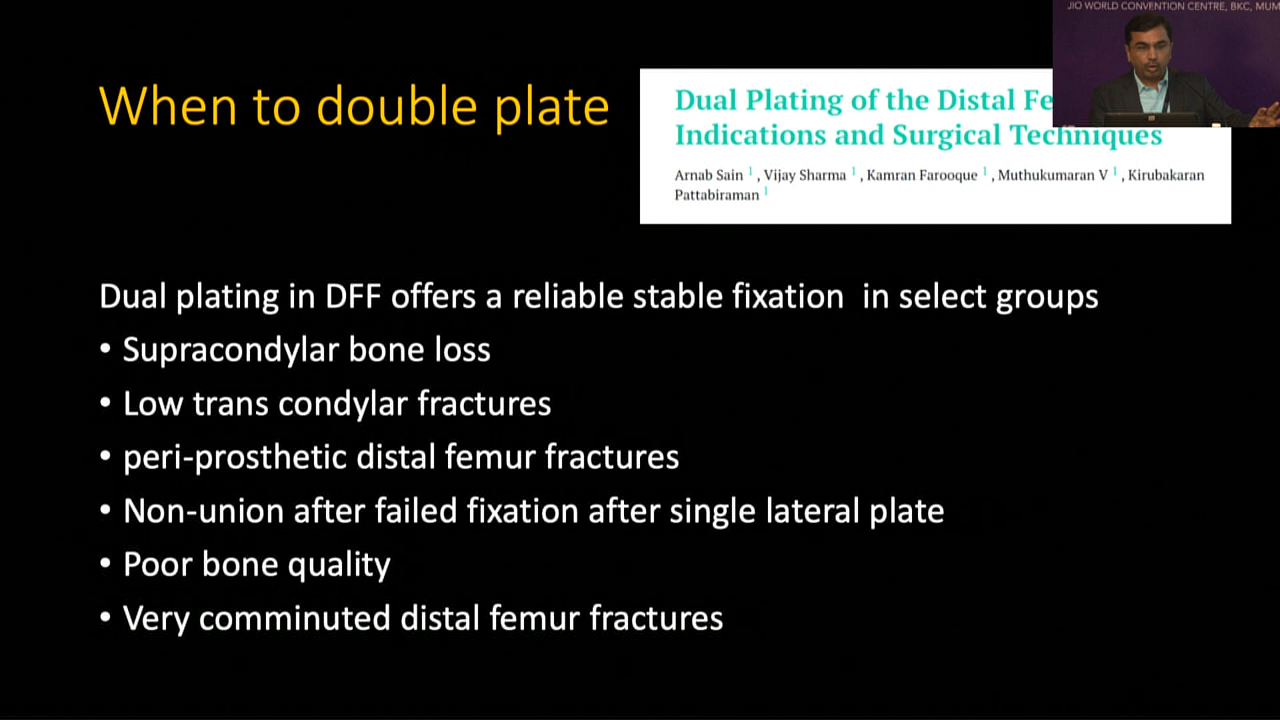 JIO WORLD CONVENTION CENTRE, BKC,
When to double plate
Dual Plating of the Distal
Indications and Surgical Techniques
Arnab Sain 1 , Vijay Sharma 1 , Kamran Farooque 1 , Muthukumaran V 1 , Kirubakaran
Pattabiraman 1
Dual plating in DFF offers a reliable stable fixation in select groups
• Supracondylar bone loss
• Low trans condylar fractures
• peri-prosthetic distal femur fractures
• Non-union after failed fixation after single lateral plate
• Poor bone quality
• Very comminuted distal femur fractures